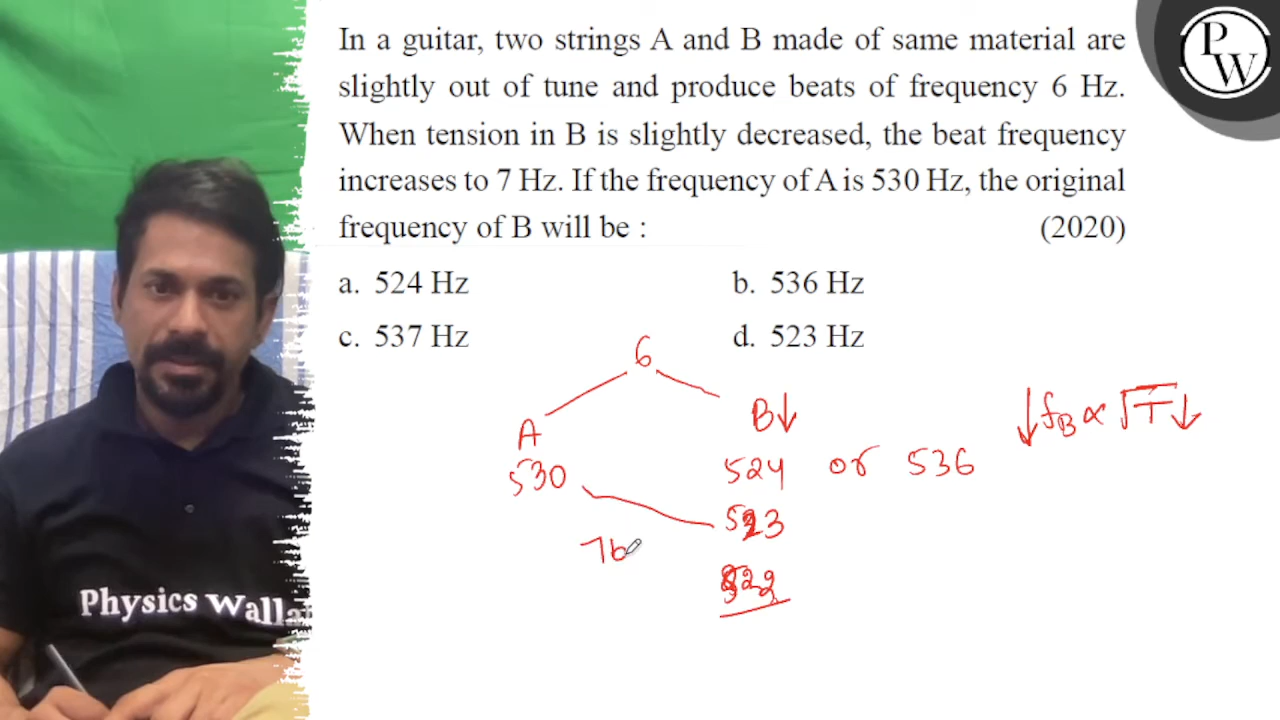 In a guitar, two strings A and B made of same material are
slightly out of tune and produce beats of frequency 6 Hz.
When tension in B is slightly decreased, the beat frequency
increases to 7 Hz. If the frequency of A is 530 Hz, the original
frequency of B will be : (2020)
a. 524 Hz b. 536 Hz
c. 537 Hz d. 523 Hz
6
A B↓ ↓fB ∝ √T↓
530 524 or 536
523
7b
522
PW
Physics Walla